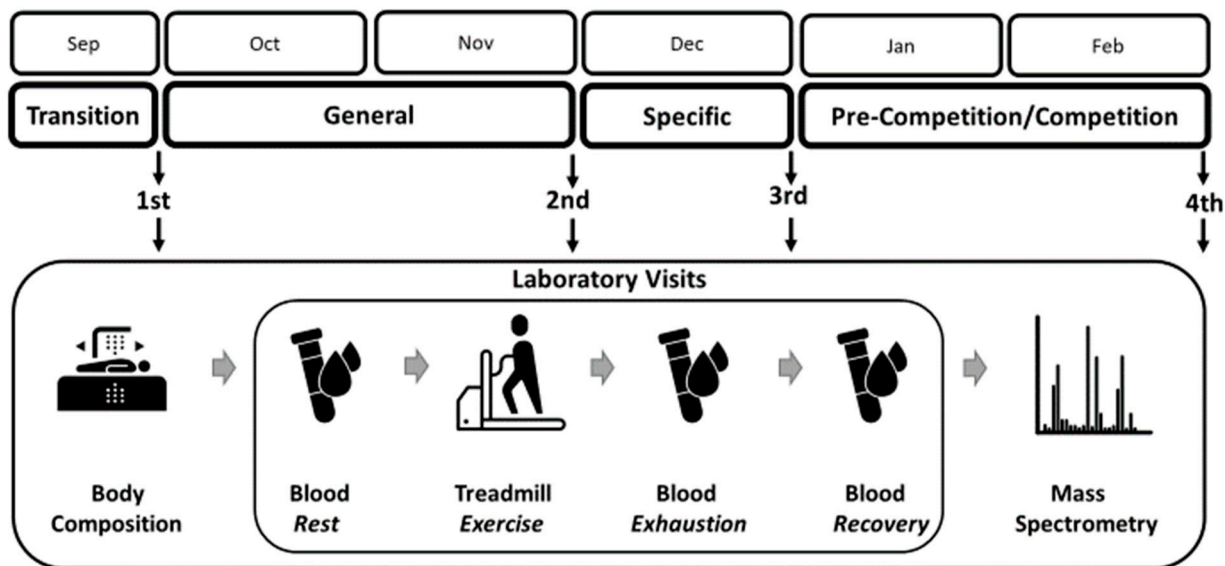 Sep Oct Nov Dec Jan Feb
Transition General Specific Pre-Competition/Competition
1st 2nd 3rd 4th
Laboratory Visits
Body Blood Treadmill Blood Blood Mass
Composition Rest Exercise Exhaustion Recovery Spectrometry